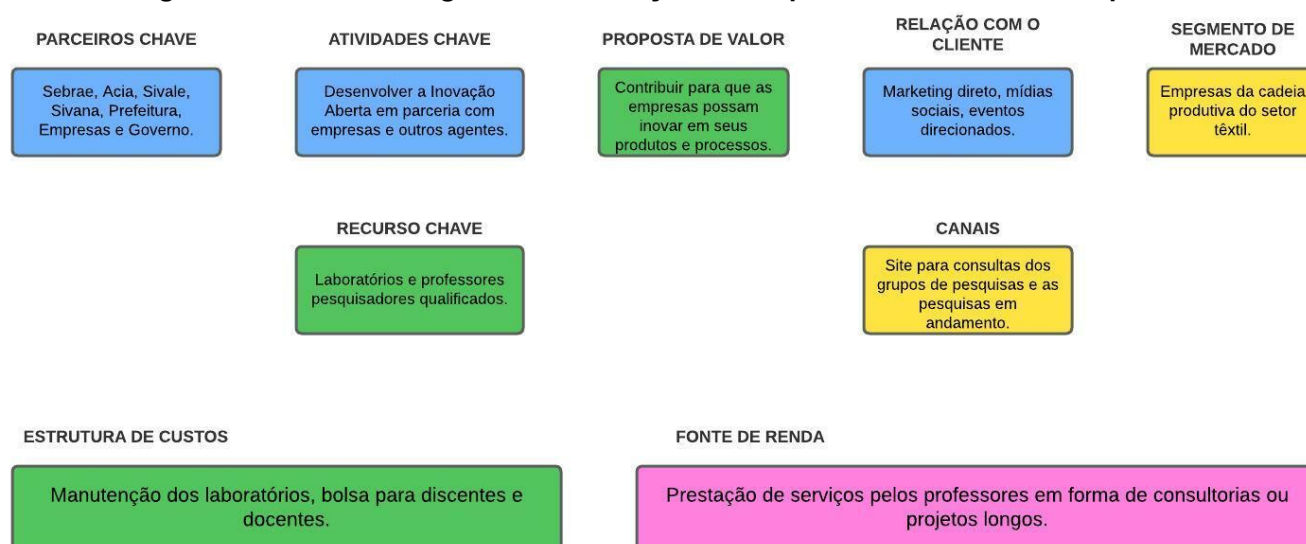 PARCEIROS CHAVE
Sebrae, Acia, Sivale,
Sivana, Prefeitura,
Empresas e Governo.
ATIVIDADES CHAVE
Desenvolver a Inovação
Aberta em parceria com
empresas e outros agentes.
PROPOSTA DE VALOR
Contribuir para que as
empresas possam
inovar em seus
produtos e processos.
RELAÇÃO COM O
CLIENTE
Marketing direto, mídias
sociais, eventos
direcionados.
SEGMENTO DE
MERCADO
Empresas da cadeia
produtiva do setor
têxtil.
RECURSO CHAVE
Laboratórios e professores
pesquisadores qualificados.
CANAIS
Site para consultas dos
grupos de pesquisas e as
pesquisas em
andamento.
ESTRUTURA DE CUSTOS
Manutenção dos laboratórios, bolsa para discentes e
docentes.
FONTE DE RENDA
Prestação de serviços pelos professores em forma de consultorias ou
projetos longos.